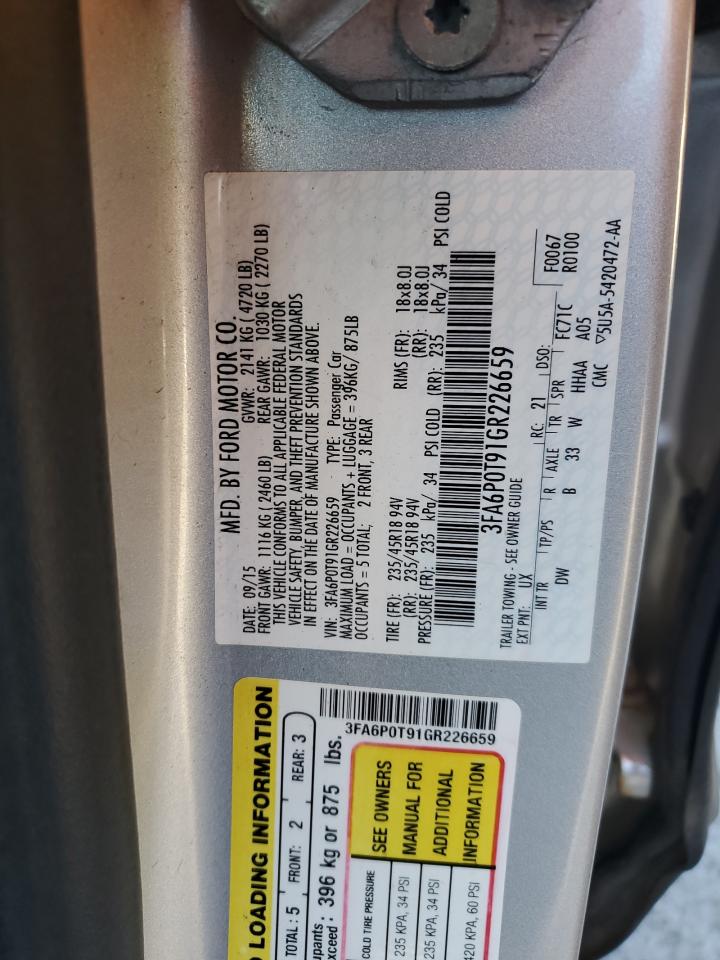 MFD. BY FORD MOTOR CO.
DATE: 09/15 GVWR: 2141 KG ( 4720 LB)
FRONT GAWR: 1116 KG ( 2460 LB) REAR GAWR: 1030 KG ( 2270 LB)
THIS VEHICLE CONFORMS TO ALL APPLICABLE FEDERAL MOTOR
VEHICLE SAFETY, BUMPER, AND THEFT PREVENTION STANDARDS
IN EFFECT ON THE DATE OF MANUFACTURE SHOWN ABOVE.
VIN: 3FA6P0T91GR226659 TYPE: Passenger Car
MAXIMUM LOAD = OCCUPANTS + LUGGAGE = 396KG/ 875LB
OCCUPANTS = 5 TOTAL; 2 FRONT, 3 REAR
TIRE (FR): 235/45R18 94V RIMS (FR): 18x8.0J
(RR): 235/45R18 94V (RR): 18x8.0J
PRESSURE (FR): 235 kPa/ 34 PSI COLD (RR): 235 kPa/ 34 PSI COLD
3FA6P0T91GR226659
TRAILER TOWING - SEE OWNER GUIDE
EXT PNT: UX RC: 21 DSO: F0067
INT TR TP/PS R AXLE TR SPR FC71C R0100
DW B 33 W HHAA A05
CMC ▽5U5A-5420472-AA
LOADING INFORMATION
TOTAL : 5 FRONT: 2 REAR: 3
upants : 396 kg or 875 lbs.
exceed :
3FA6P0T91GR226659
COLD TIRE PRESSURE
235 KPA, 34 PSI
235 KPA, 34 PSI
420 KPA, 60 PSI
SEE OWNERS
MANUAL FOR
ADDITIONAL
INFORMATION